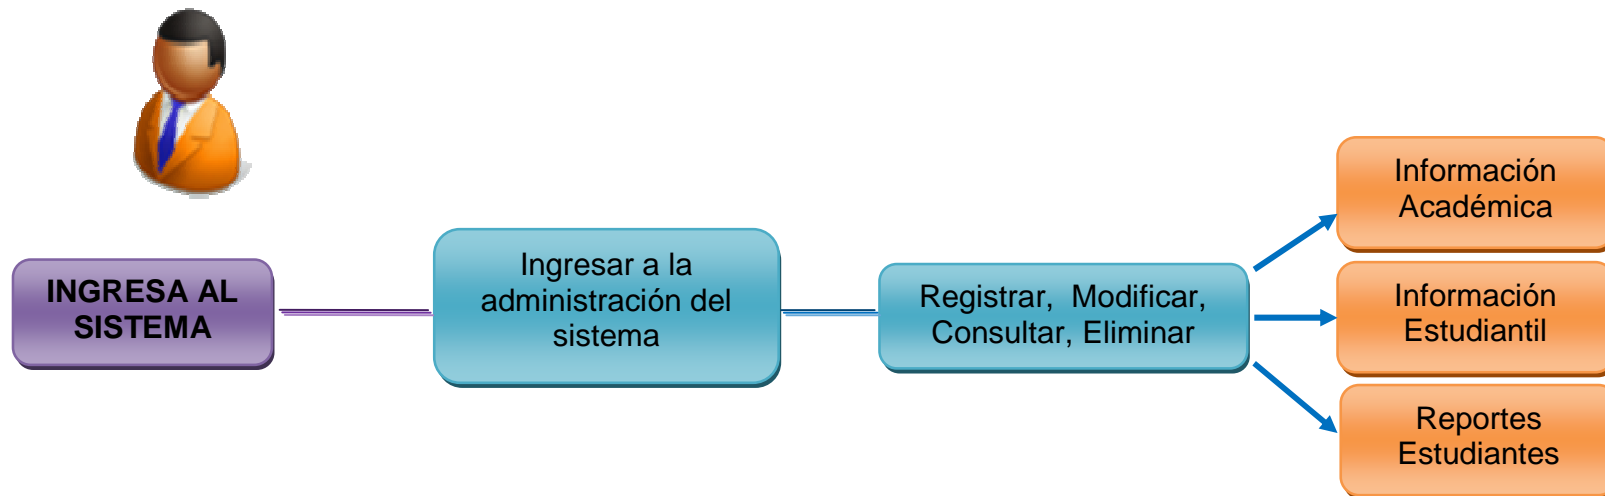 INGRESA AL
SISTEMA
Ingresar a la
administración del
sistema
Registrar,  Modificar,
Consultar, Eliminar
Información
Académica
Información
Estudiantil
Reportes
Estudiantes